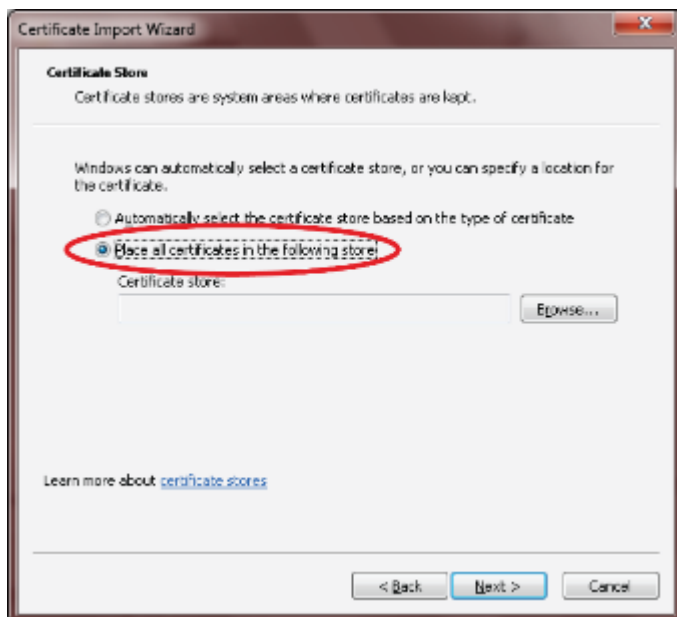 Certificate Import Wizard
Certificate Store
Certificate stores are system areas where certificates are kept.
Windows can automatically select a certificate store, or you can specify a location for
the certificate.
Automatically select the certificate store based on the type of certificate
Place all certificates in the following store
Certificate store:
Browse...
Learn more about certificate stores
< Back
Next >
Cancel